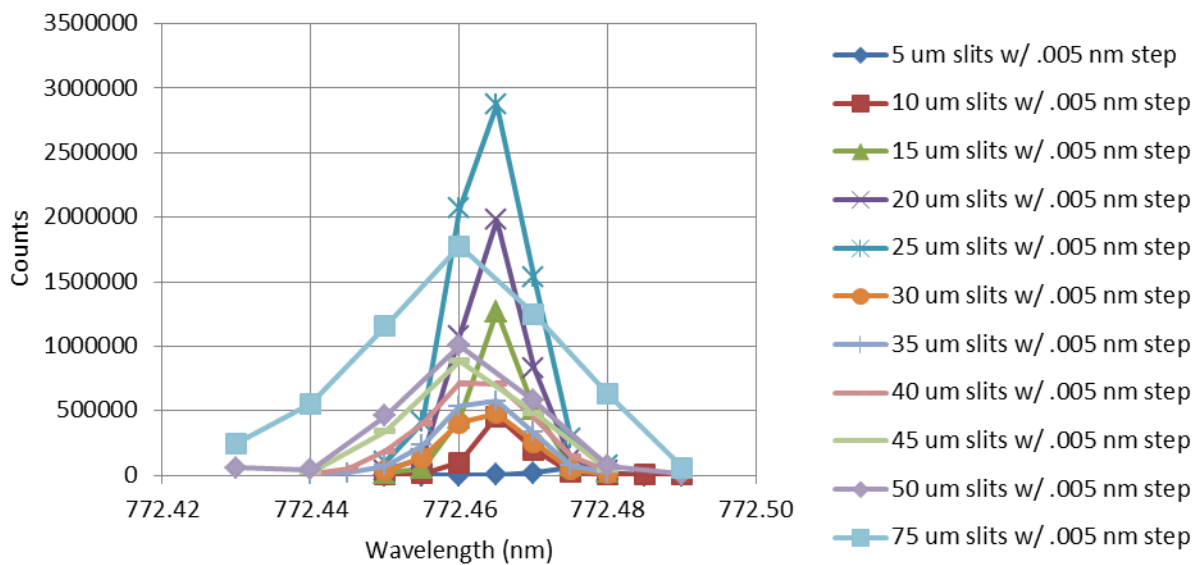 3500000
3000000
2500000
2000000
1500000
1000000
500000
0
Counts
772.42 772.44 772.46 772.48 772.50
Wavelength (nm)
5 um slits w/ .005 nm step
10 um slits w/ .005 nm step
15 um slits w/ .005 nm step
20 um slits w/ .005 nm step
25 um slits w/ .005 nm step
30 um slits w/ .005 nm step
35 um slits w/ .005 nm step
40 um slits w/ .005 nm step
45 um slits w/ .005 nm step
50 um slits w/ .005 nm step
75 um slits w/ .005 nm step